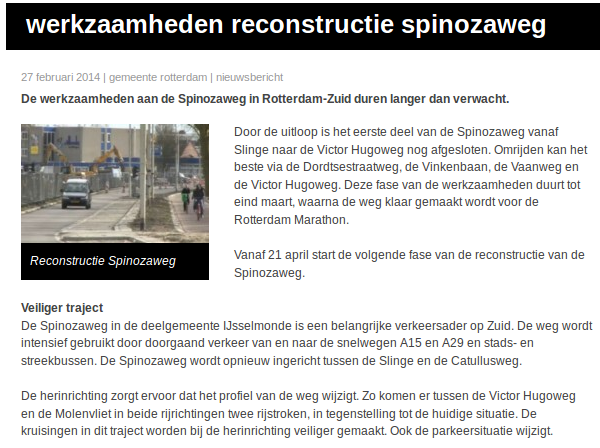 werkzaamheden reconstructie spinozaweg
27 februari 2014 | gemeente rotterdam | nieuwsbericht
De werkzaamheden aan de Spinozaweg in Rotterdam-Zuid duren langer dan verwacht.
Door de uitloop is het eerste deel van de Spinozaweg vanaf
Slinge naar de Victor Hugoweg nog afgesloten. Omrijden kan het
beste via de Dordtsestraatweg, de Vinkenbaan, de Vaanweg en
de Victor Hugoweg. Deze fase van de werkzaamheden duurt tot
eind maart, waarna de weg klaar gemaakt wordt voor de
Rotterdam Marathon.
Reconstructie Spinozaweg
Vanaf 21 april start de volgende fase van de reconstructie van de
Spinozaweg.
Veiliger traject
De Spinozaweg in de deelgemeente IJsselmonde is een belangrijke verkeersader op Zuid. De weg wordt
intensief gebruikt door doorgaand verkeer van en naar de snelwegen A15 en A29 en stads- en
streekbussen. De Spinozaweg wordt opnieuw ingericht tussen de Slinge en de Catullusweg.
De herinrichting zorgt ervoor dat het profiel van de weg wijzigt. Zo komen er tussen de Victor Hugoweg
en de Molenvliet in beide rijrichtingen twee rijstroken, in tegenstelling tot de huidige situatie. De
kruisingen in dit traject worden bij de herinrichting veiliger gemaakt. Ook de parkeersituatie wijzigt.